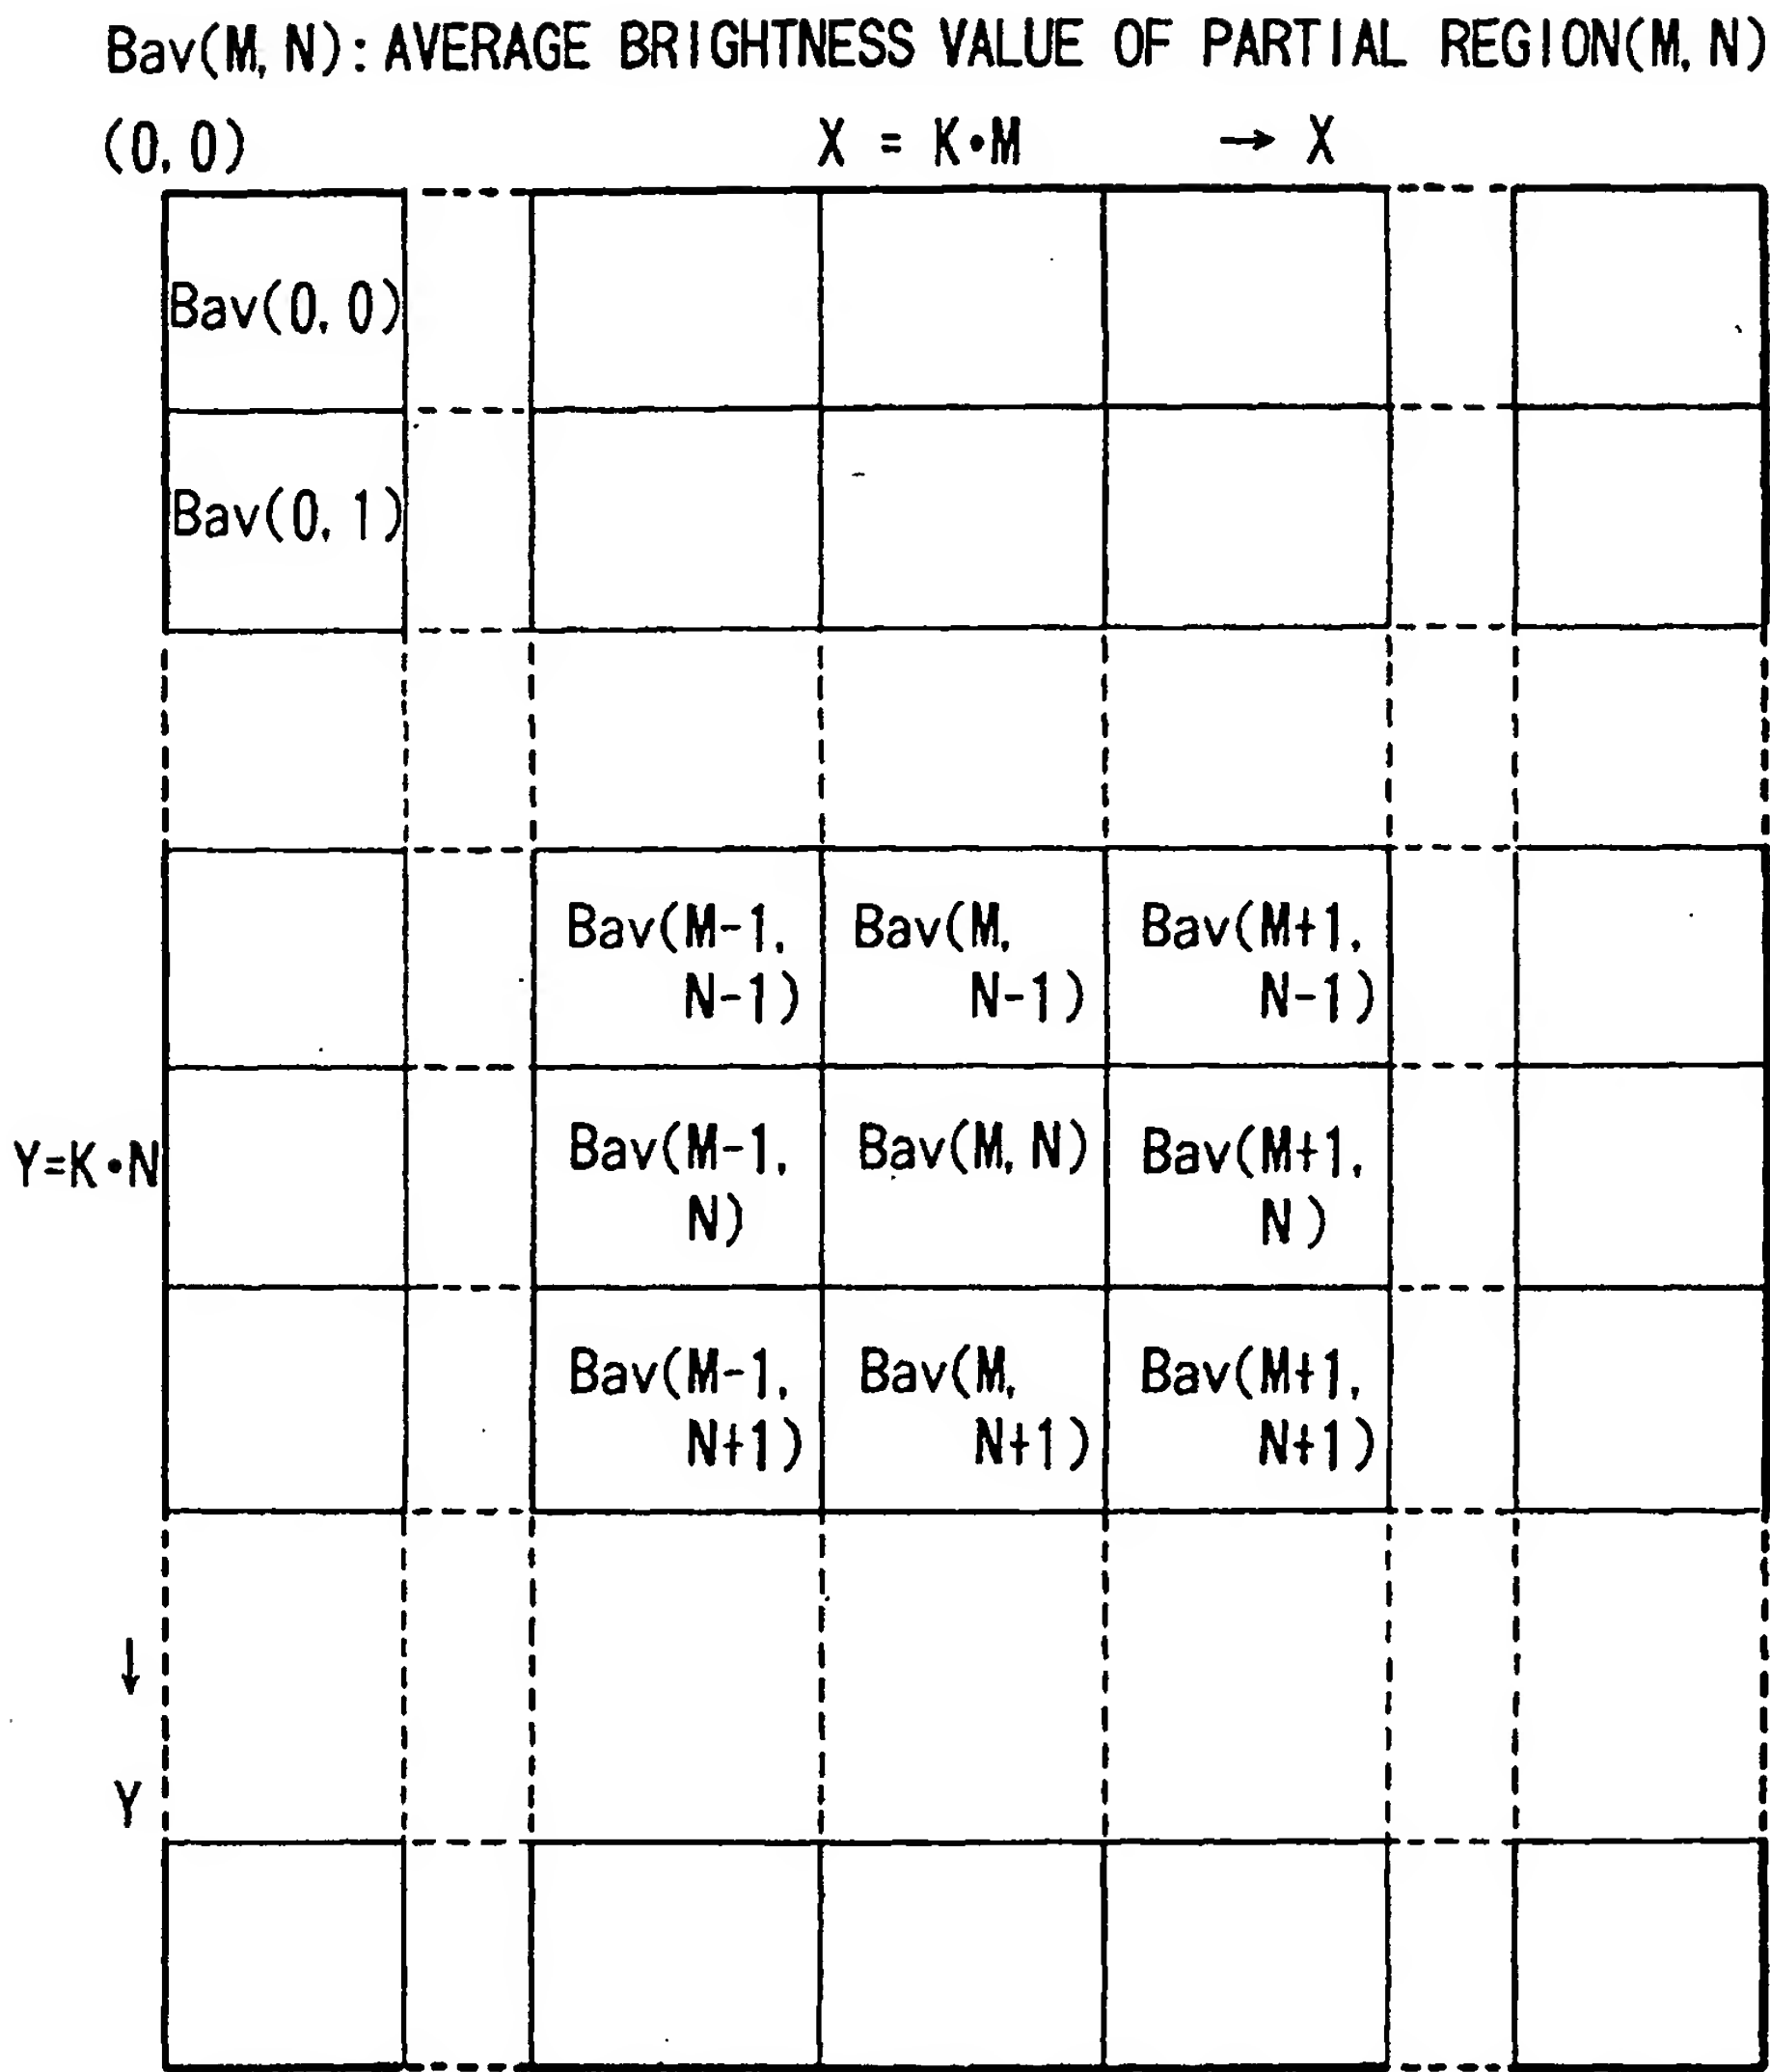 Bav(M, N): AVERAGE BRIGHTNESS VALUE OF PARTIAL REGION(M, N)
(0, 0)
X = K•M → X
Bav(0, 0)
Bav(0, 1)
Bav(M-1,
N-1)
Bav(M,
N-1)
Bav(M+1,
N-1)
Y=K•N
Bav(M-1,
N)
Bav(M, N)
Bav(M+1,
N)
Bav(M-1,
N+1)
Bav(M,
N+1)
Bav(M+1,
N+1)
↓
Y